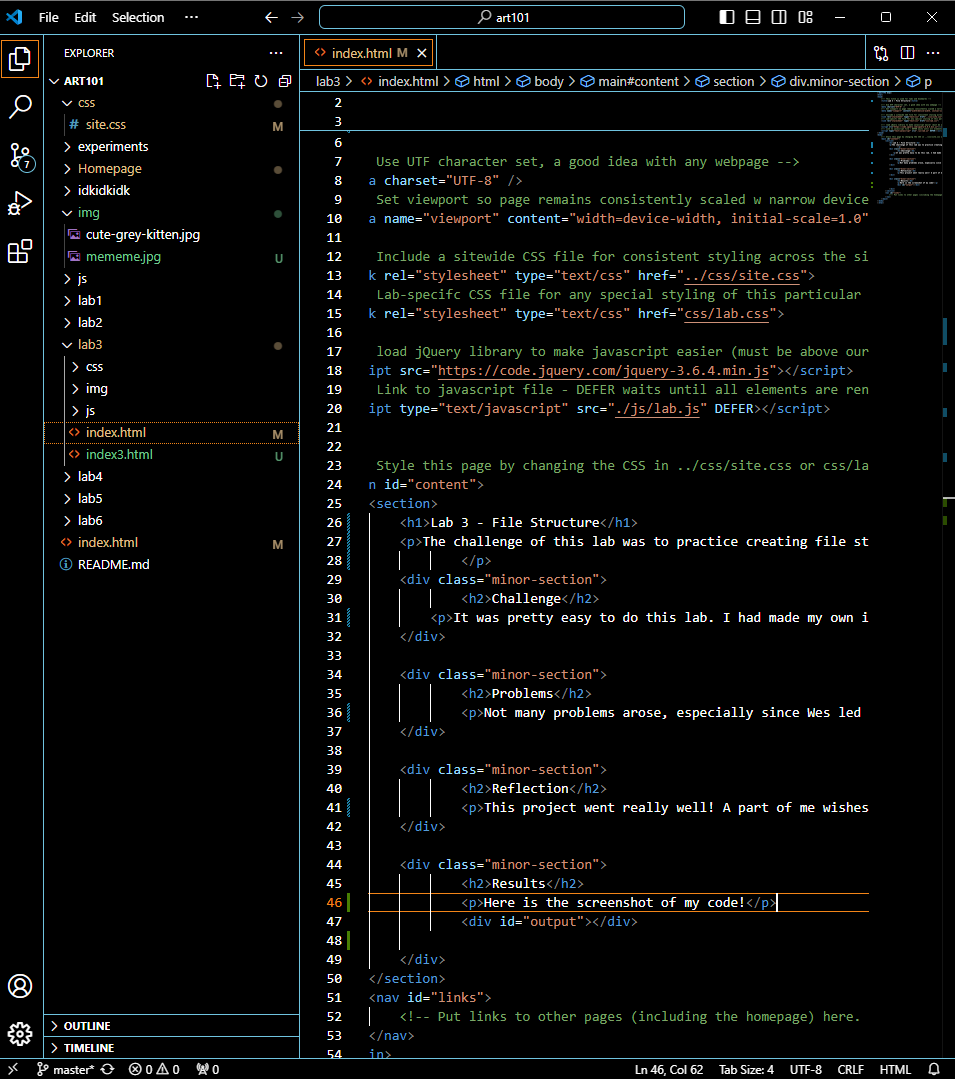 File Edit Selection ··· art101
EXPLORER ···
ART101
css
# site.css M
experiments
Homepage
idkidkidk
img
cute-grey-kitten.jpg
mememe.jpg U
js
lab1
lab2
lab3
css
img
js
<> index.html M
<> index3.html U
lab4
lab5
lab6
<> index.html M
README.md
OUTLINE
TIMELINE
<> index.html M
lab3 > <> index.html > html > body > main#content > section > div.minor-section > p
2
3
6
7 Use UTF character set, a good idea with any webpage -->
8 a charset="UTF-8" />
9 Set viewport so page remains consistently scaled w narrow device
10 a name="viewport" content="width=device-width, initial-scale=1.0"
11
12 Include a sitewide CSS file for consistent styling across the si
13 k rel="stylesheet" type="text/css" href="../css/site.css">
14 Lab-specifc CSS file for any special styling of this particular
15 k rel="stylesheet" type="text/css" href="css/lab.css">
16
17 load jQuery library to make javascript easier (must be above our
18 ipt src="https://code.jquery.com/jquery-3.6.4.min.js"></script>
19 Link to javascript file - DEFER waits until all elements are ren
20 ipt type="text/javascript" src="./js/lab.js" DEFER></script>
21
22
23 Style this page by changing the CSS in ../css/site.css or css/la
24 n id="content">
25 <section>
26 <h1>Lab 3 - File Structure</h1>
27 <p>The challenge of this lab was to practice creating file st
28 </p>
29 <div class="minor-section">
30 <h2>Challenge</h2>
31 <p>It was pretty easy to do this lab. I had made my own i
32 </div>
33
34 <div class="minor-section">
35 <h2>Problems</h2>
36 <p>Not many problems arose, especially since Wes led
37 </div>
38
39 <div class="minor-section">
40 <h2>Reflection</h2>
41 <p>This project went really well! A part of me wishes
42 </div>
43
44 <div class="minor-section">
45 <h2>Results</h2>
46 <p>Here is the screenshot of my code!</p>
47 <div id="output"></div>
48
49 </div>
50 </section>
51 <nav id="links">
52 <!-- Put links to other pages (including the homepage) here.
53 </nav>
54 in>
7
master* 0 0 0 Ln 46, Col 62 Tab Size: 4 UTF-8 CRLF HTML